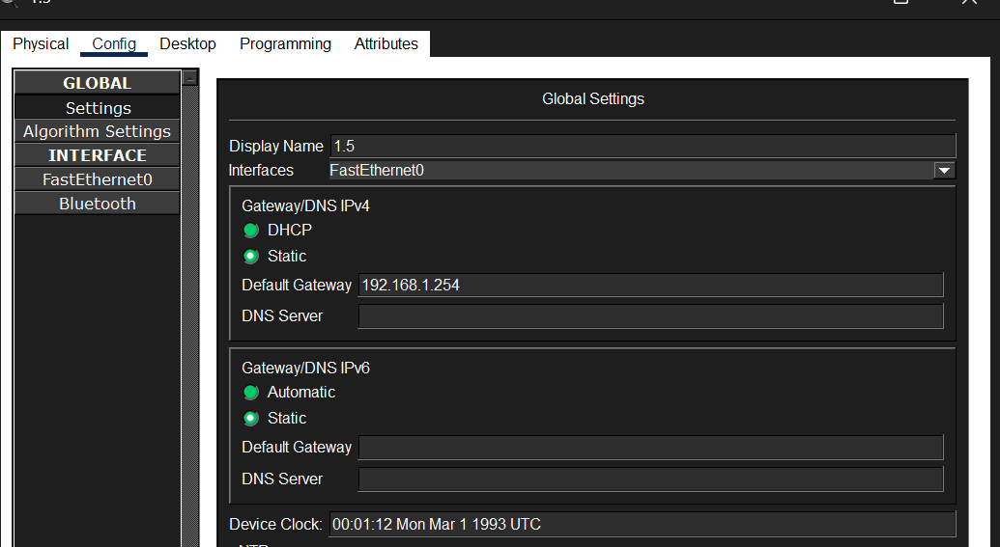 Physical Config Desktop Programming Attributes
GLOBAL
Settings
Algorithm Settings
INTERFACE
FastEthernet0
Bluetooth
Global Settings
Display Name 1.5
Interfaces FastEthernet0
Gateway/DNS IPv4
DHCP
Static
Default Gateway 192.168.1.254
DNS Server
Gateway/DNS IPv6
Automatic
Static
Default Gateway
DNS Server
Device Clock: 00:01:12 Mon Mar 1 1993 UTC